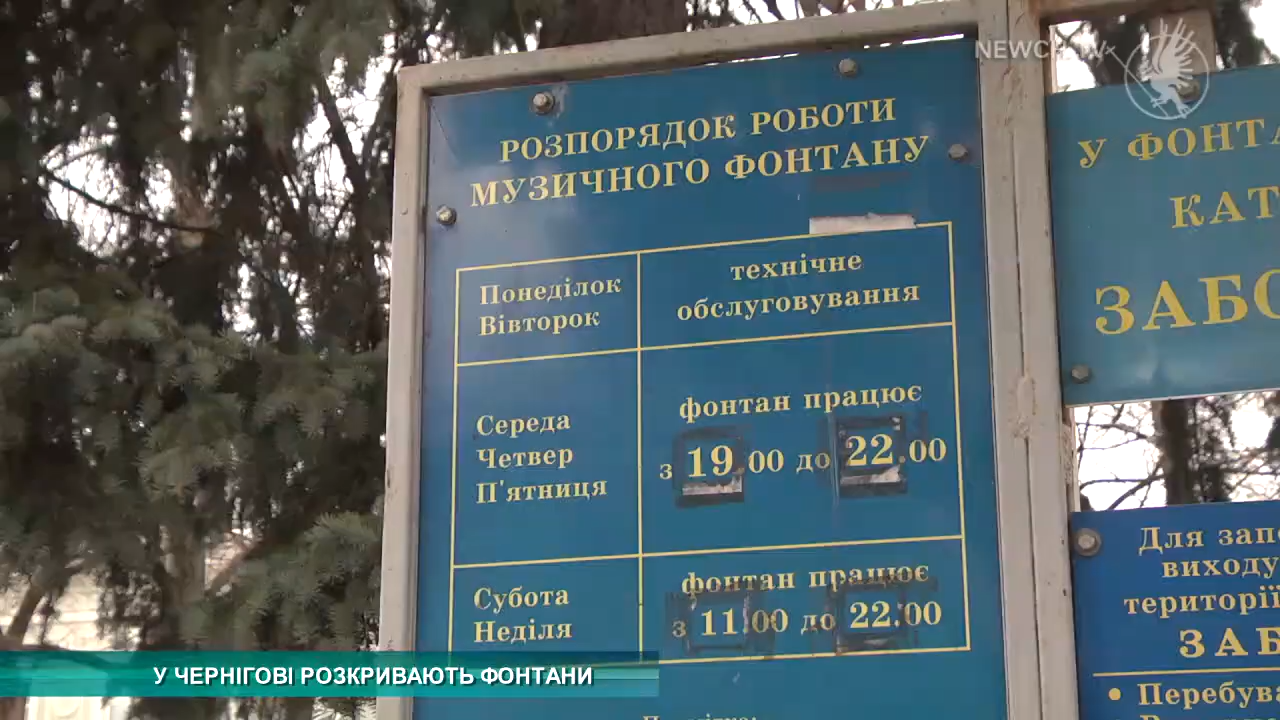 РОЗПОРЯДОК РОБОТИ
МУЗИЧНОГО ФОНТАНУ
Понеділок
Вівторок
технічне
обслуговування
Середа
Четвер
П'ятниця
фонтан працює
з 19.00 до 22.00
Субота
Неділя
фонтан працює
з 11.00 до 22.00
У ФОНТА
КАТ
ЗАБО
Для запо
виходу
території
ЗАБ
• Перебува
У ЧЕРНІГОВІ РОЗКРИВАЮТЬ ФОНТАНИ